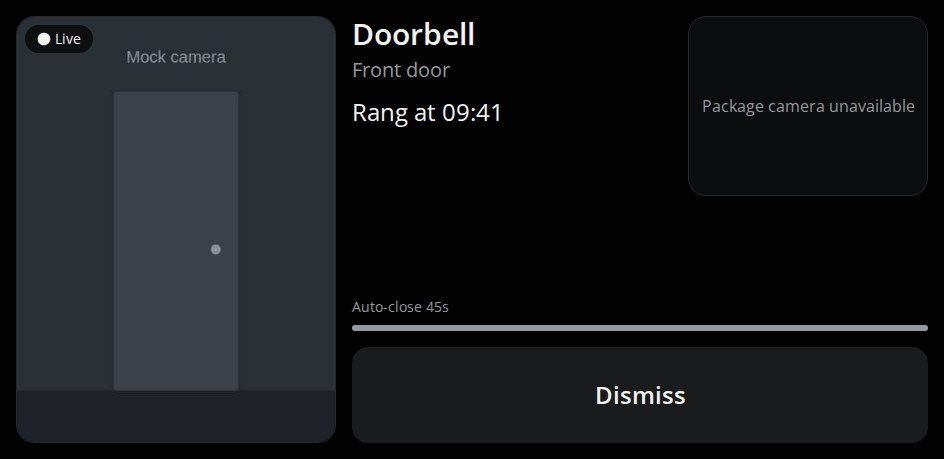 Live
Mock camera
Doorbell
Front door
Rang at 09:41
Package camera unavailable
Auto-close 45s
Dismiss